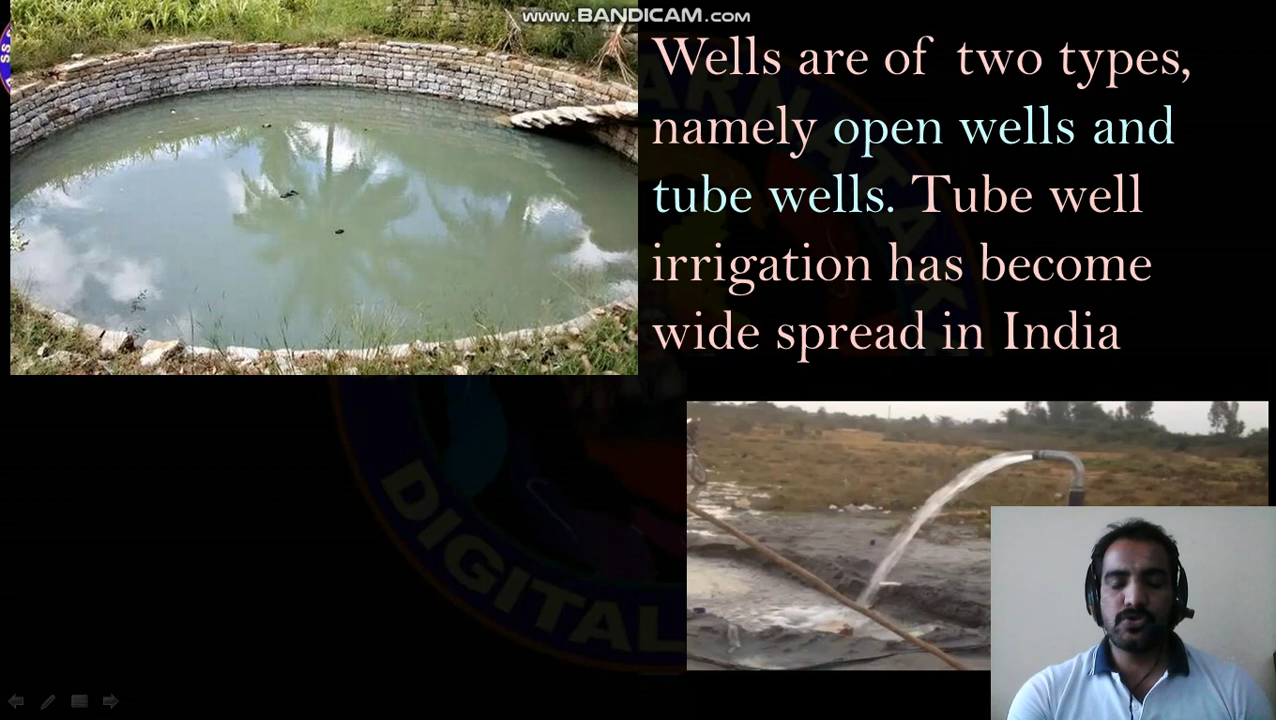 www.BANDICAM.com
Wells are of two types,
namely open wells and
tube wells. Tube well
irrigation has become
wide spread in India
DIGITAL